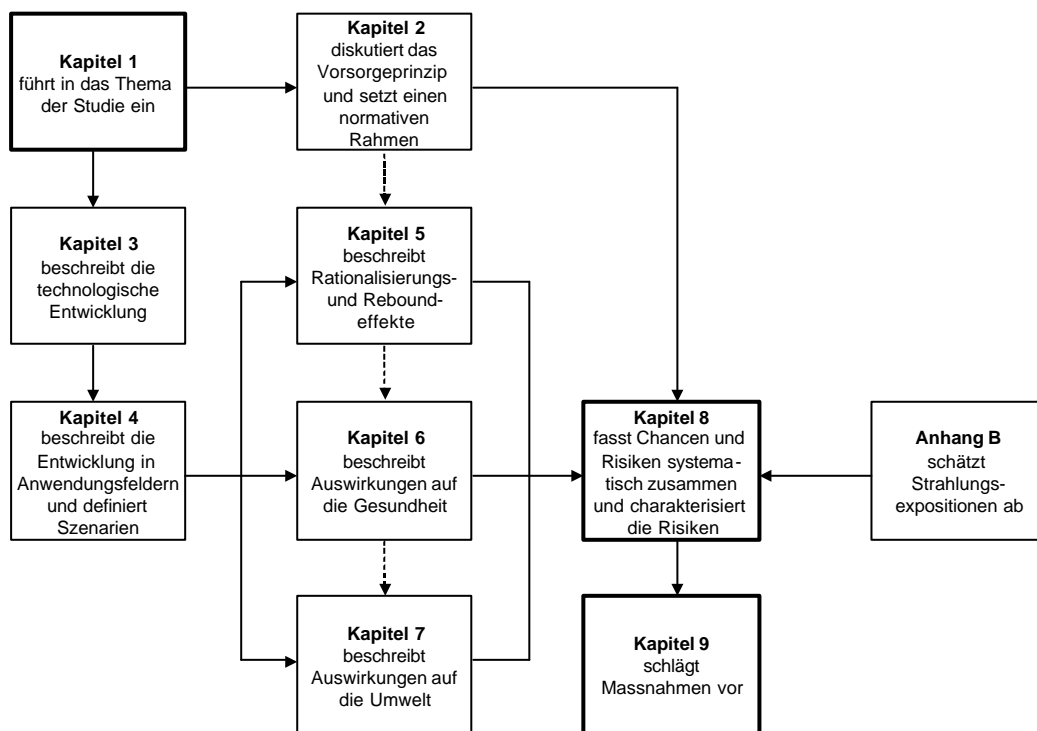 Kapitel 1
führt in das Thema
der Studie ein
Kapitel 2
diskutiert das
Vorsorgeprinzip
und setzt einen
normativen
Rahmen
Kapitel 3
beschreibt die
technologische
Entwicklung
Kapitel 5
beschreibt
Rationalisierungs-
und Rebound-
effekte
Kapitel 4
beschreibt die
Entwicklung in
Anwendungsfeldern
und definiert
Szenarien
Kapitel 6
beschreibt
Auswirkungen auf
die Gesundheit
Kapitel 8
fasst Chancen und
Risiken systema-
tisch zusammen
und charakterisiert
die Risiken
Anhang B
schätzt
Strahlungs-
expositionen ab
Kapitel 7
beschreibt
Auswirkungen auf
die Umwelt
Kapitel 9
schlägt
Massnahmen vor